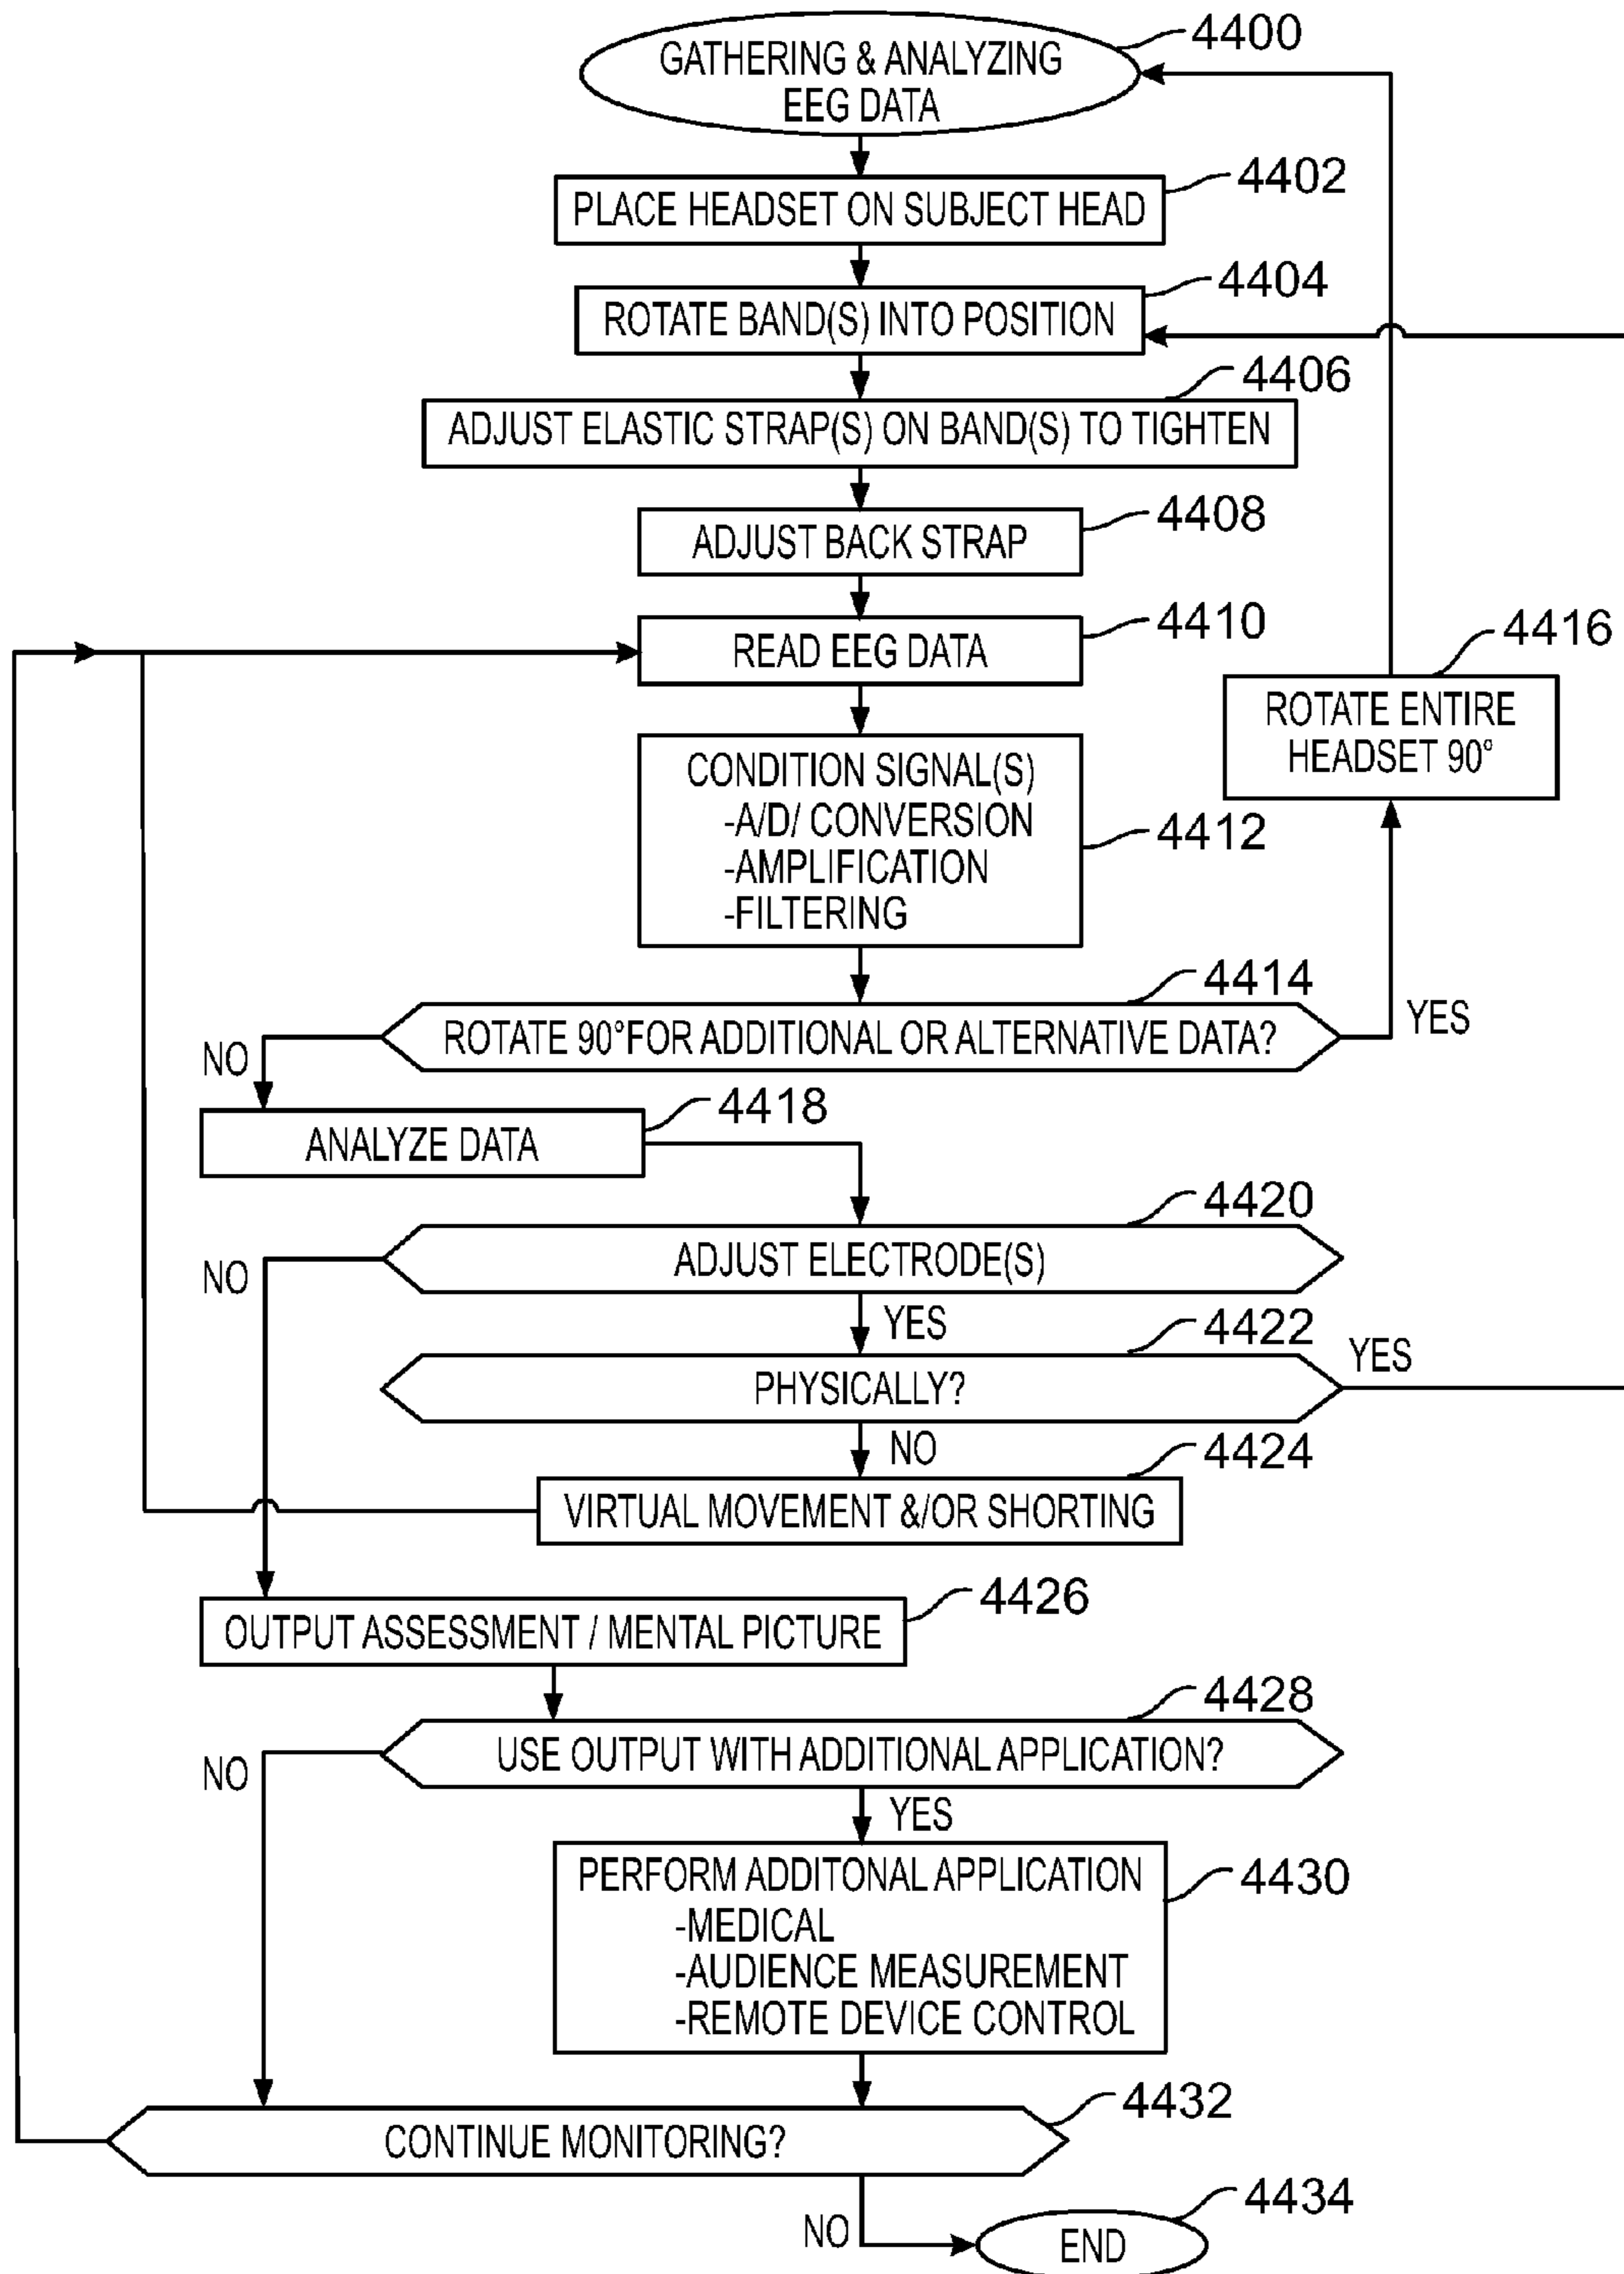 4400
GATHERING & ANALYZING
EEG DATA
4402
PLACE HEADSET ON SUBJECT HEAD
4404
ROTATE BAND(S) INTO POSITION
4406
ADJUST ELASTIC STRAP(S) ON BAND(S) TO TIGHTEN
4408
ADJUST BACK STRAP
4410
READ EEG DATA
4416
ROTATE ENTIRE
HEADSET 90°
CONDITION SIGNAL(S)
-A/D/ CONVERSION
-AMPLIFICATION
-FILTERING
4412
4414
ROTATE 90°FOR ADDITIONAL OR ALTERNATIVE DATA?
YES
NO
4418
ANALYZE DATA
4420
ADJUST ELECTRODE(S)
NO
YES
4422
PHYSICALLY?
YES
NO
4424
VIRTUAL MOVEMENT &/OR SHORTING
4426
OUTPUT ASSESSMENT / MENTAL PICTURE
4428
USE OUTPUT WITH ADDITIONAL APPLICATION?
NO
YES
PERFORM ADDITONAL APPLICATION
-MEDICAL
-AUDIENCE MEASUREMENT
-REMOTE DEVICE CONTROL
4430
4432
CONTINUE MONITORING?
4434
NO
END